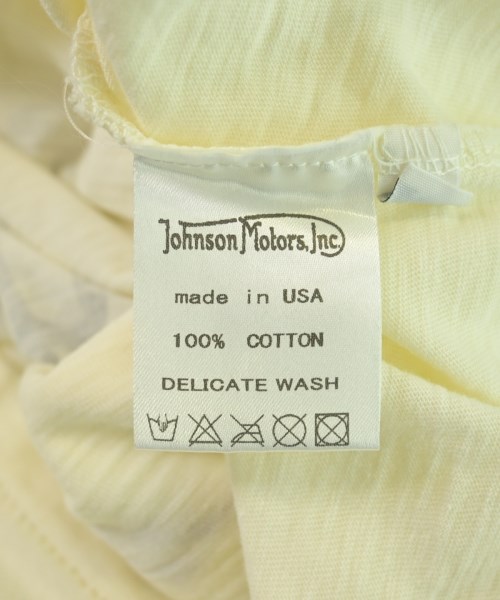 Johnson Motors, Inc.
made in USA
100% COTTON
DELICATE WASH